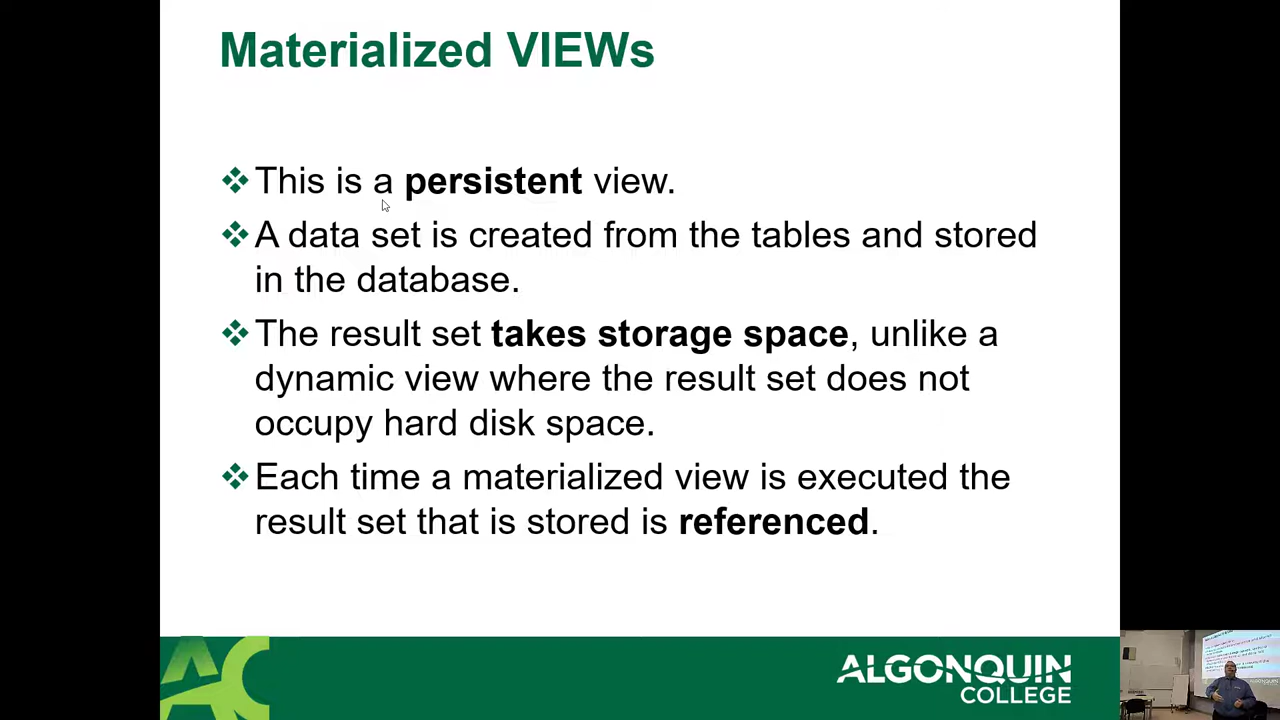 Materialized VIEWs
This is a persistent view.
A data set is created from the tables and stored
in the database.
The result set takes storage space, unlike a
dynamic view where the result set does not
occupy hard disk space.
Each time a materialized view is executed the
result set that is stored is referenced.
AC
ALGONQUIN
COLLEGE